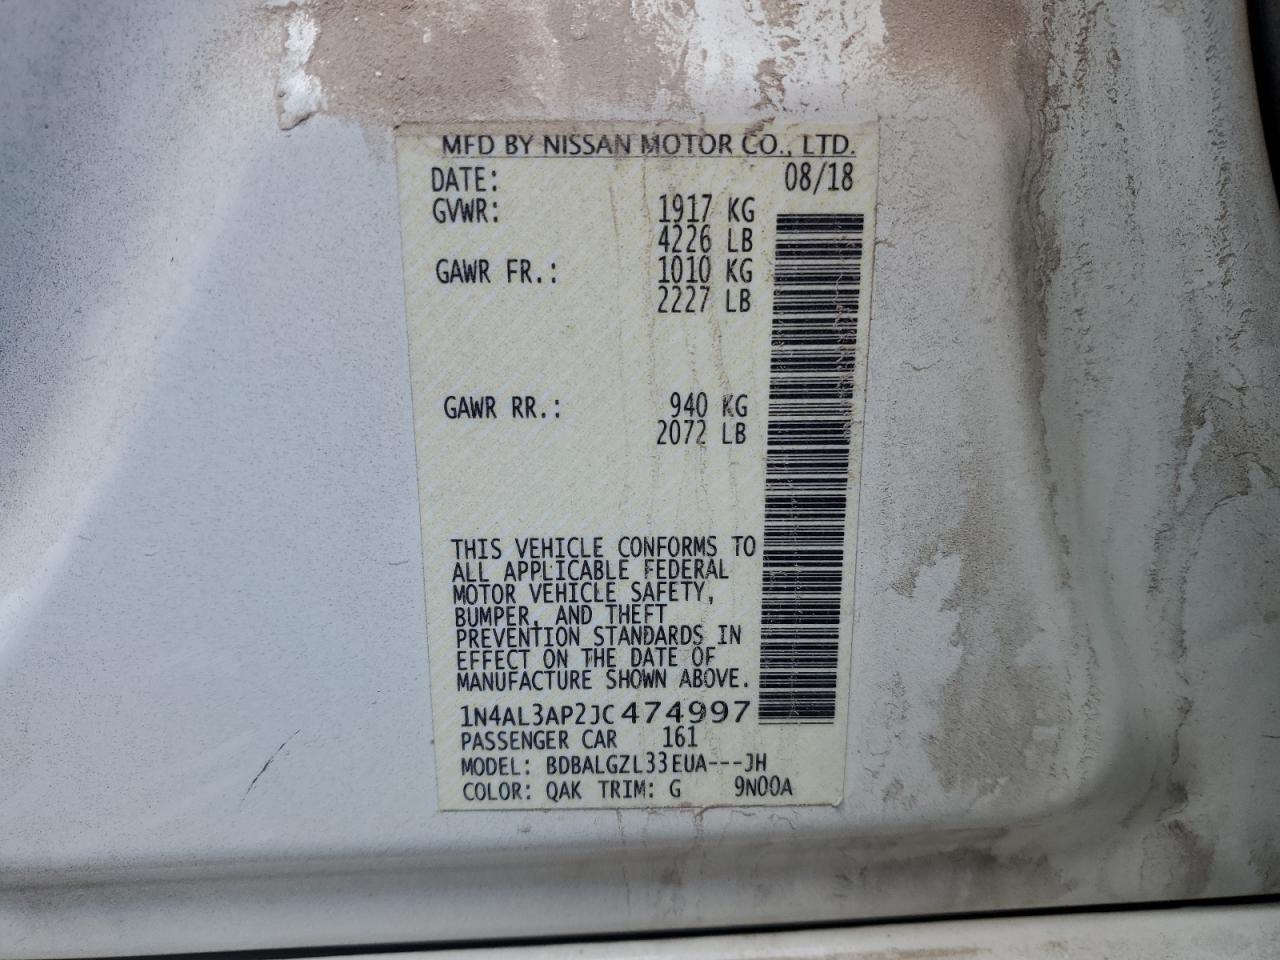 MFD BY NISSAN MOTOR CO., LTD.
DATE: 08/18
GVWR: 1917 KG
4226 LB
GAWR FR.: 1010 KG
2227 LB
GAWR RR.: 940 KG
2072 LB
THIS VEHICLE CONFORMS TO
ALL APPLICABLE FEDERAL
MOTOR VEHICLE SAFETY,
BUMPER, AND THEFT
PREVENTION STANDARDS IN
EFFECT ON THE DATE OF
MANUFACTURE SHOWN ABOVE.
1N4AL3AP2JC474997
PASSENGER CAR 161
MODEL: BDBALGZL33EUA---JH
COLOR: QAK TRIM: G 9N00A